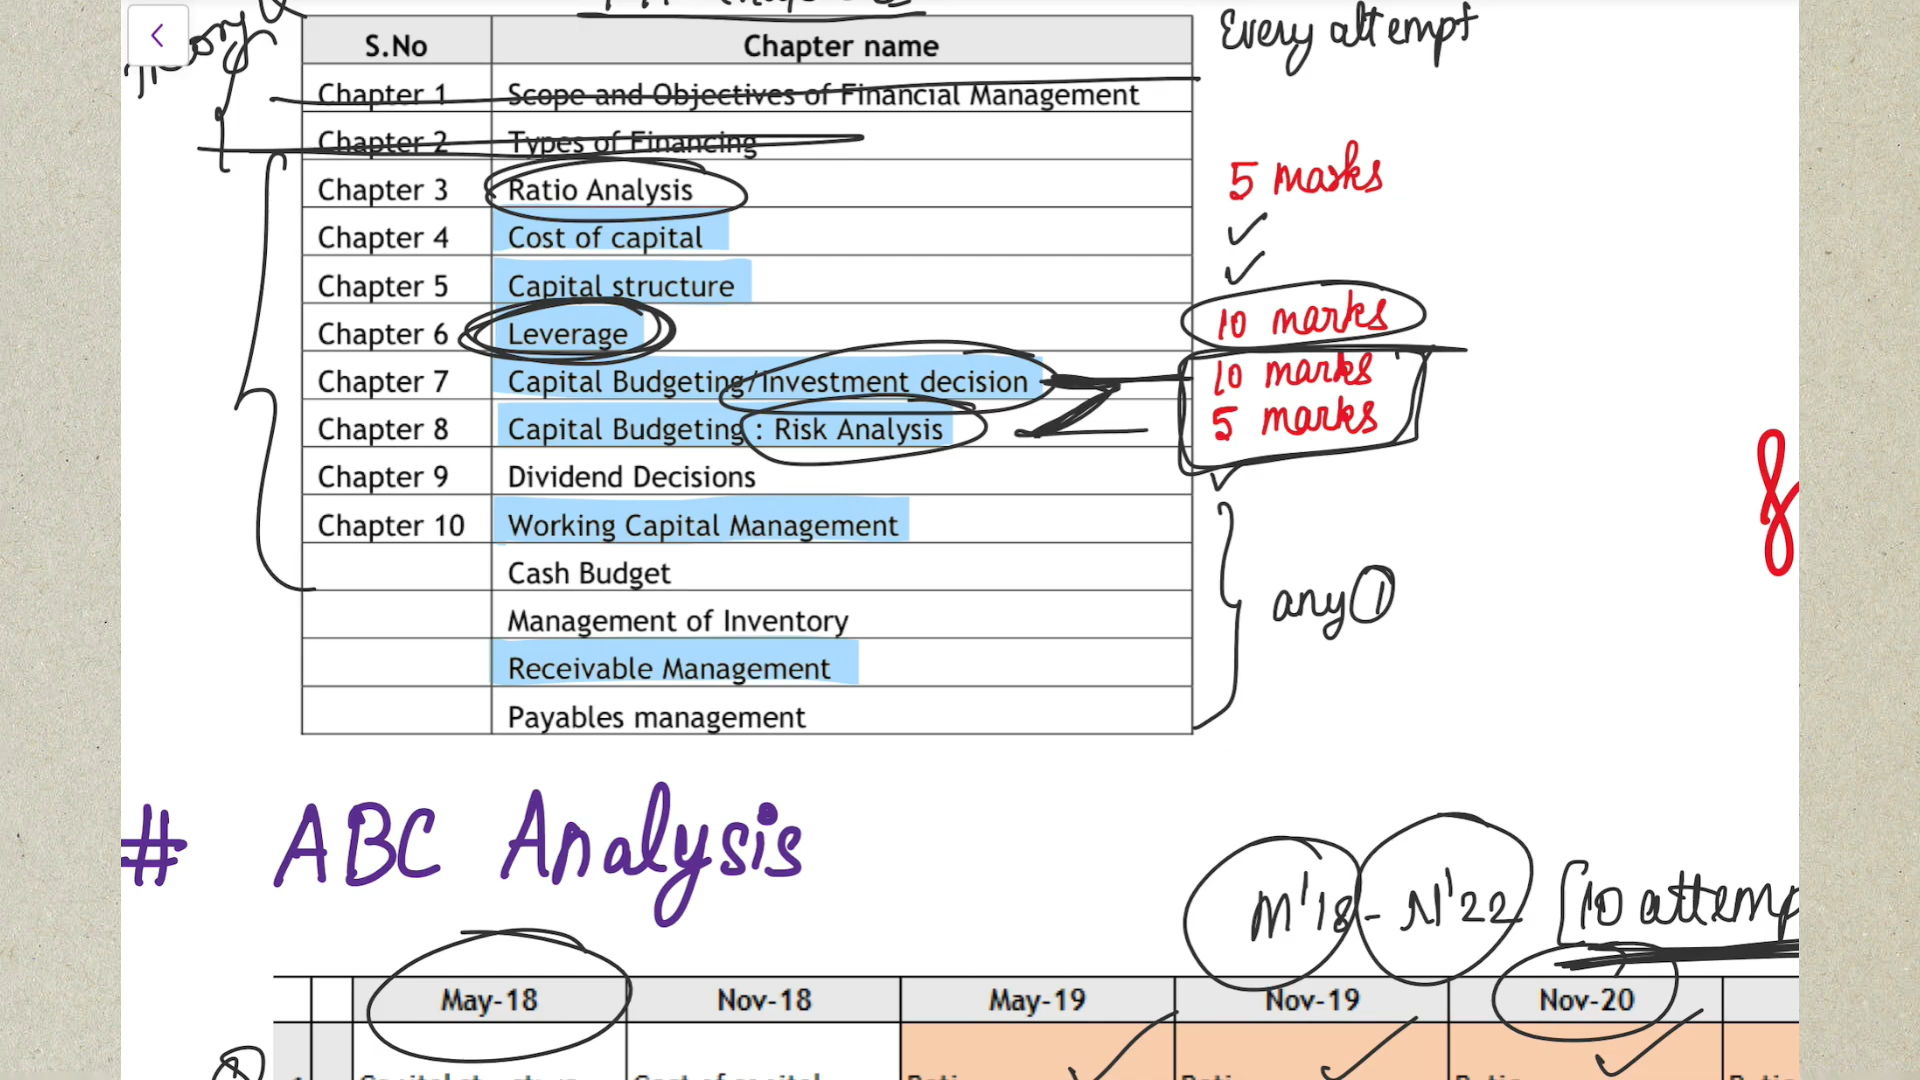 Theory
Every attempt
S.No Chapter name
Chapter 1 Scope and Objectives of Financial Management
Chapter 2 Types of Financing
Chapter 3 Ratio Analysis 5 marks
Chapter 4 Cost of capital
Chapter 5 Capital structure
Chapter 6 Leverage 10 marks
Chapter 7 Capital Budgeting/Investment decision 10 marks
Chapter 8 Capital Budgeting : Risk Analysis 5 marks
Chapter 9 Dividend Decisions
Chapter 10 Working Capital Management
Cash Budget
Management of Inventory any 1
Receivable Management
Payables management
# ABC Analysis
M'18 - N'22 [10 attemp
May-18 Nov-18 May-19 Nov-19 Nov-20